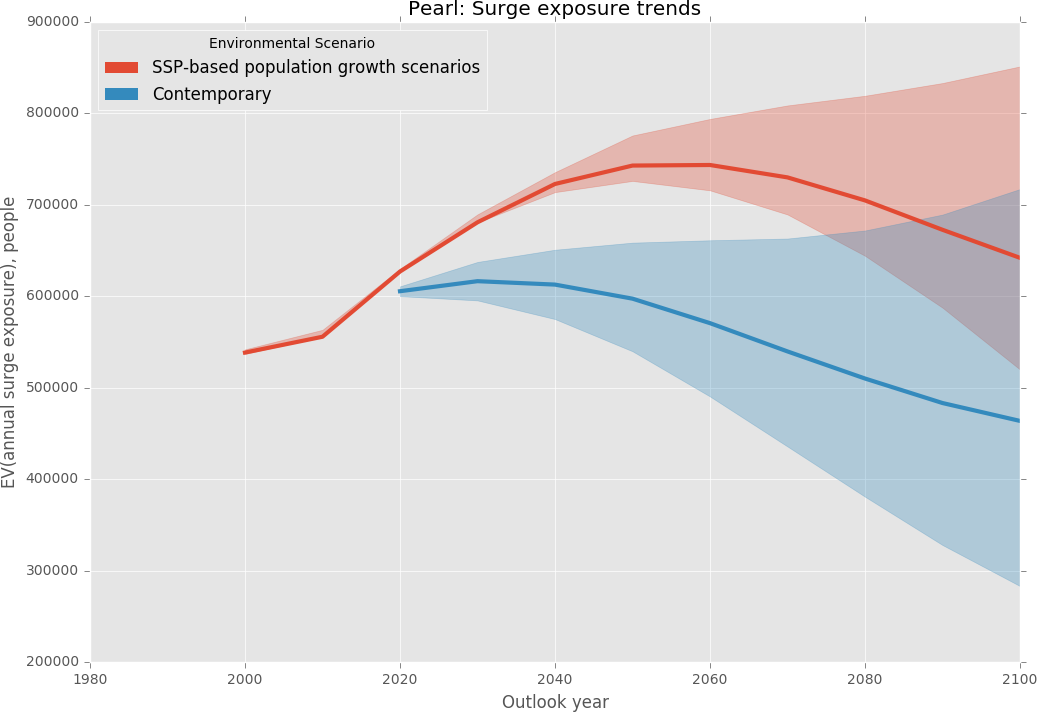 Pearl: Surge exposure trends
Environmental Scenario
SSP-based population growth scenarios
Contemporary
EV(annual surge exposure), people
900000
800000
700000
600000
500000
400000
300000
200000
1980 2000 2020 2040 2060 2080 2100
Outlook year